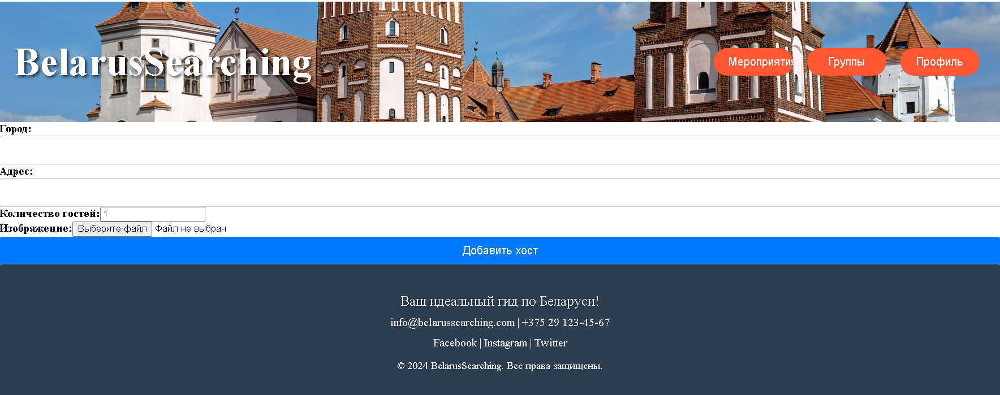 BelarusSearching
Мероприятия Группы Профиль
Город:
Адрес:
Количество гостей: 1
Изображение: Выберите файл Файл не выбран
Добавить хост
Ваш идеальный гид по Беларуси!
info@belarussearching.com | +375 29 123-45-67
Facebook | Instagram | Twitter
© 2024 BelarusSearching. Все права защищены.